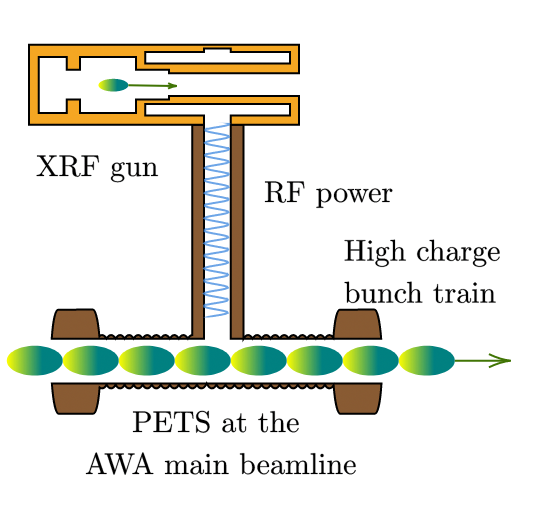 XRF gun
RF power
High charge
bunch train
PETS at the
AWA main beamline